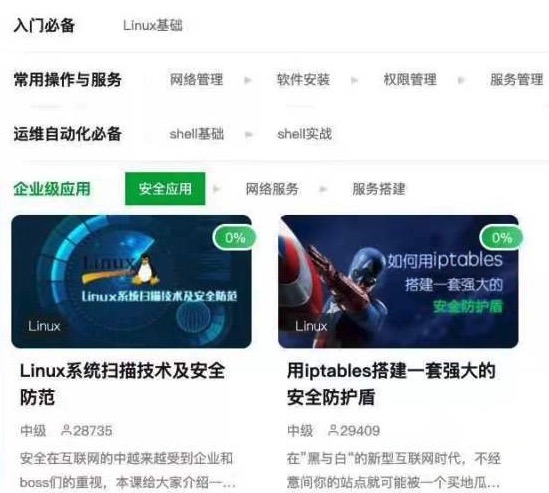 入门必备 Linux基础
常用操作与服务 网络管理 软件安装 权限管理 服务管理
运维自动化必备 shell基础 shell实战
企业级应用 安全应用 网络服务 服务搭建
0%
Linux
Linux系统扫描技术及安全防范
Linux
0%
如何用iptables
搭建一套强大的
安全防护盾
Linux
Linux系统扫描技术及安全
防范
中级 28735
安全在互联网的中越来越受到企业和
boss们的重视，本课给大家介绍一...
用iptables搭建一套强大的
安全防护盾
中级 29409
在"黑与白"的新型互联网时代，不经
意间你的站点就可能被一个买地瓜...